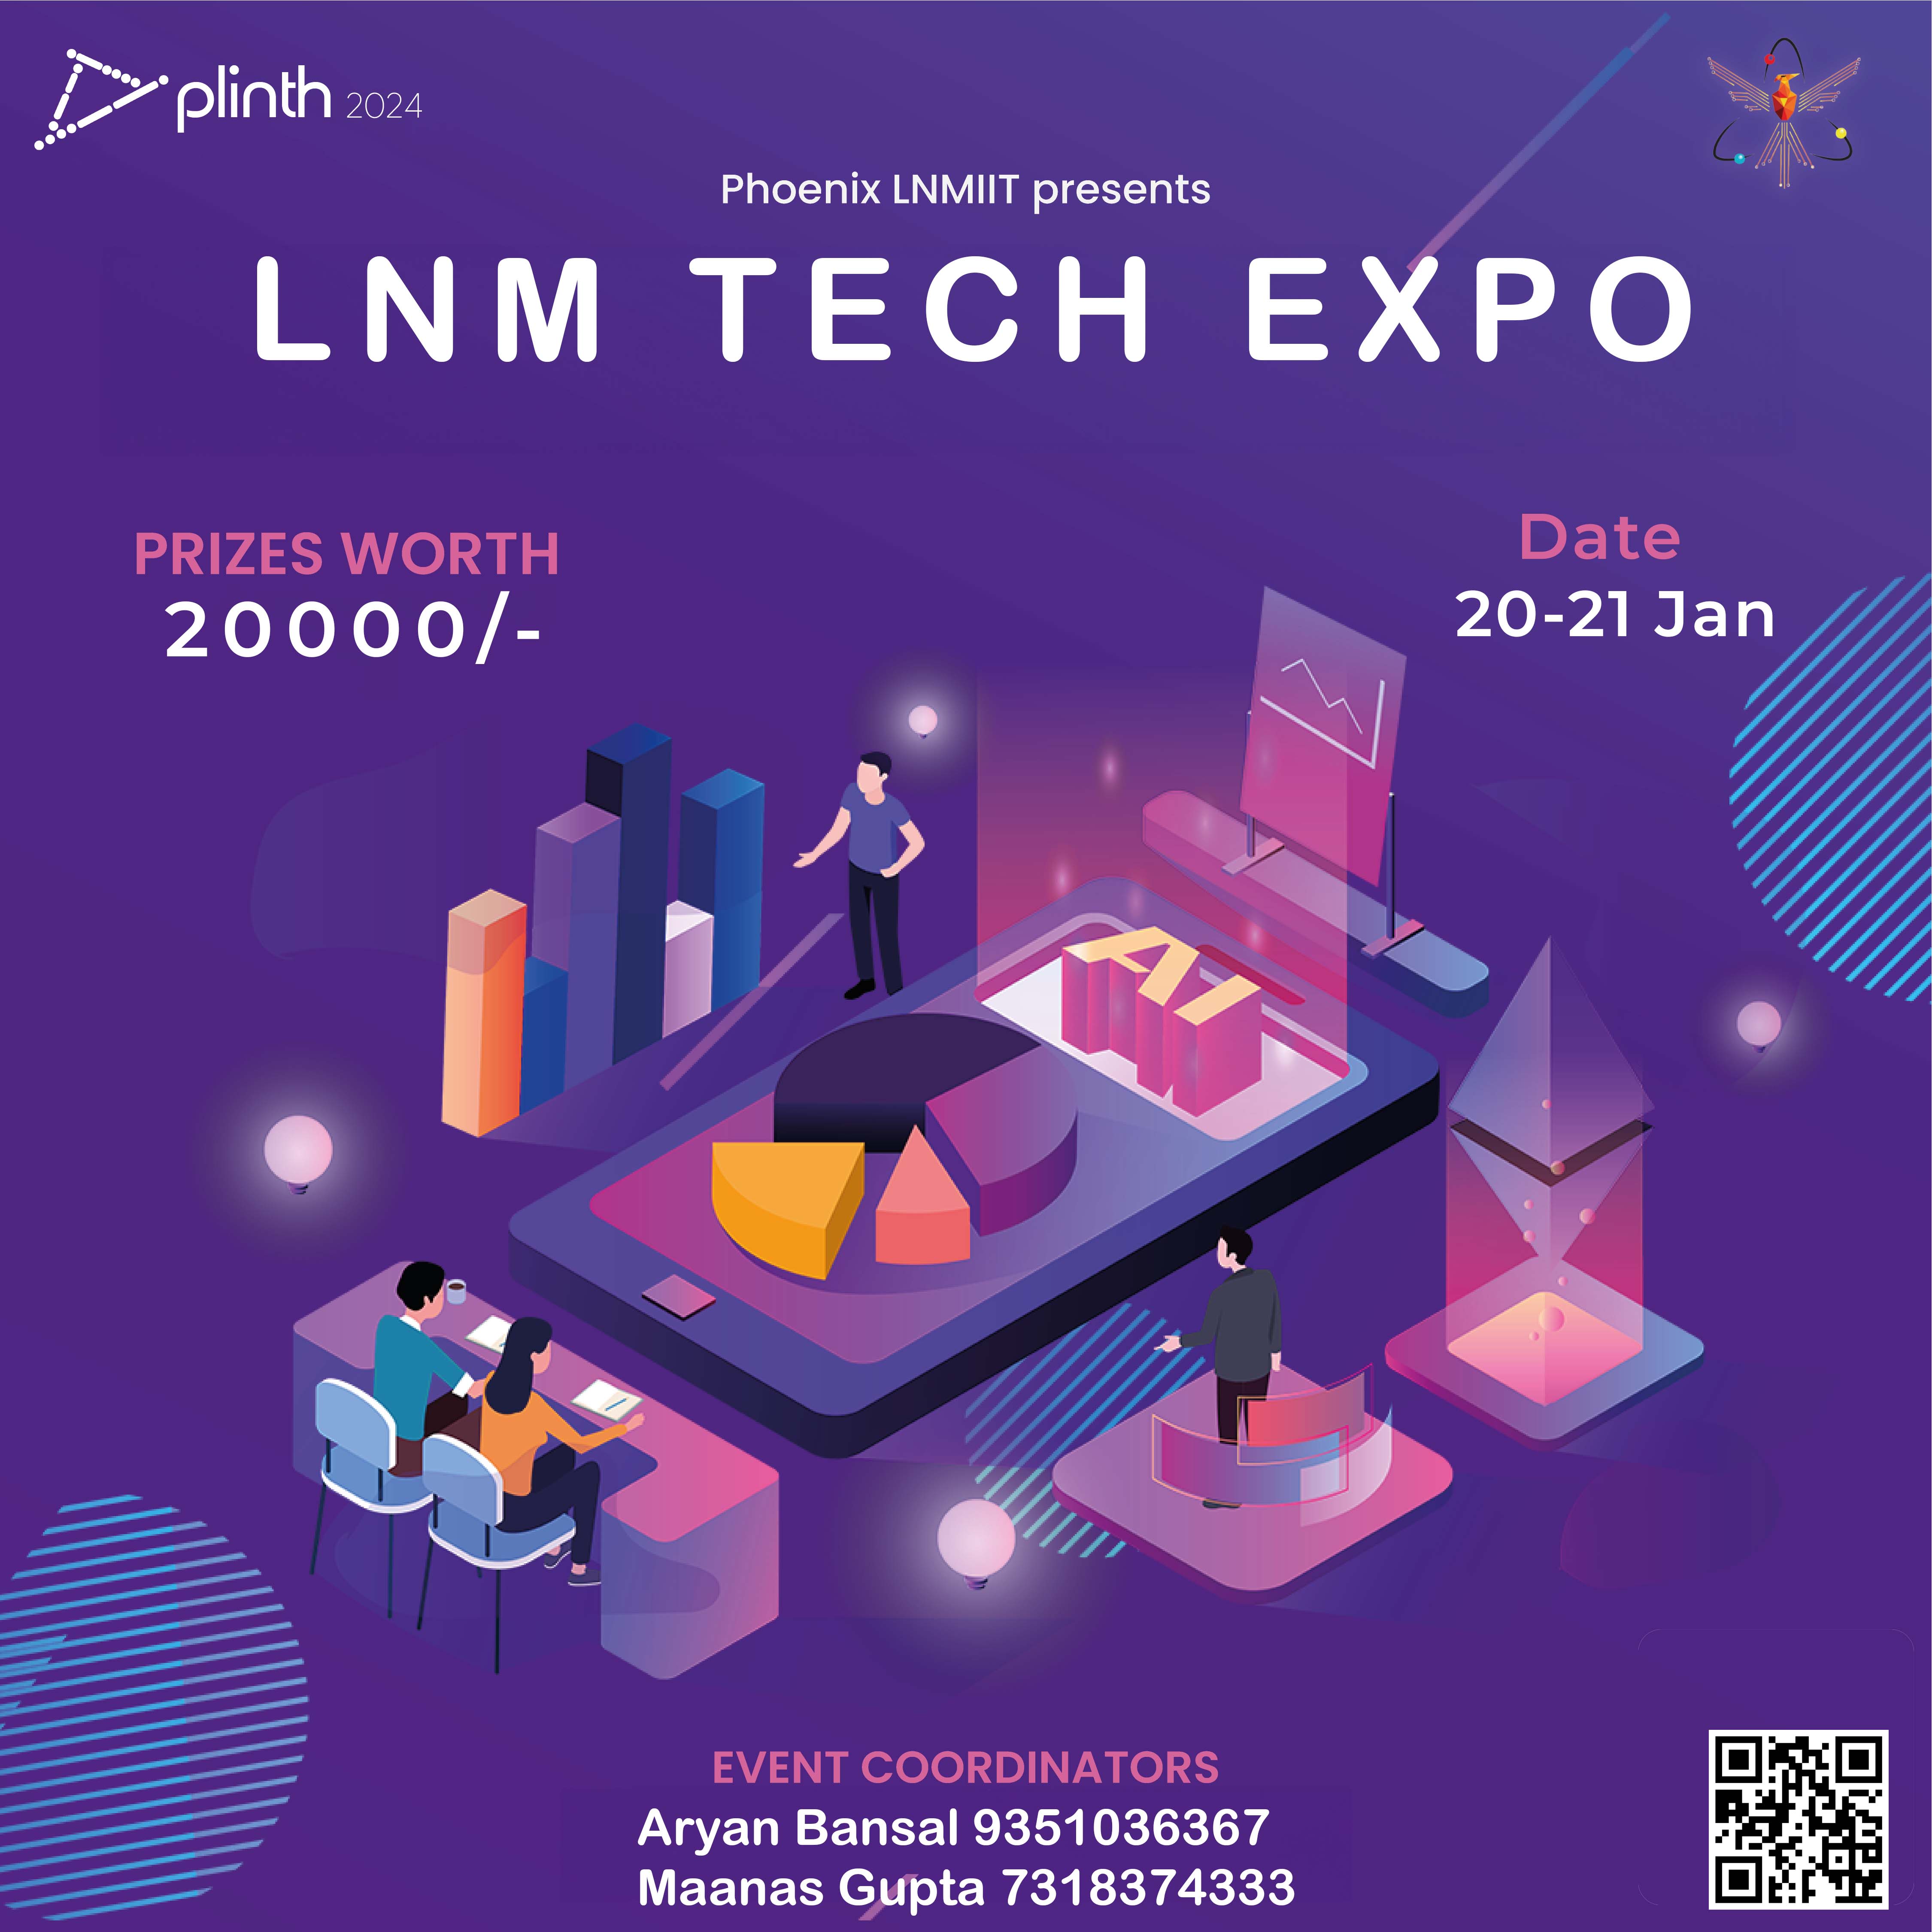 plinth 2024
Phoenix LNMIIT presents
LNM TECH EXPO
PRIZES WORTH
20000/-
Date
20-21 Jan
AI
EVENT COORDINATORS
Aryan Bansal 9351036367
Maanas Gupta 7318374333